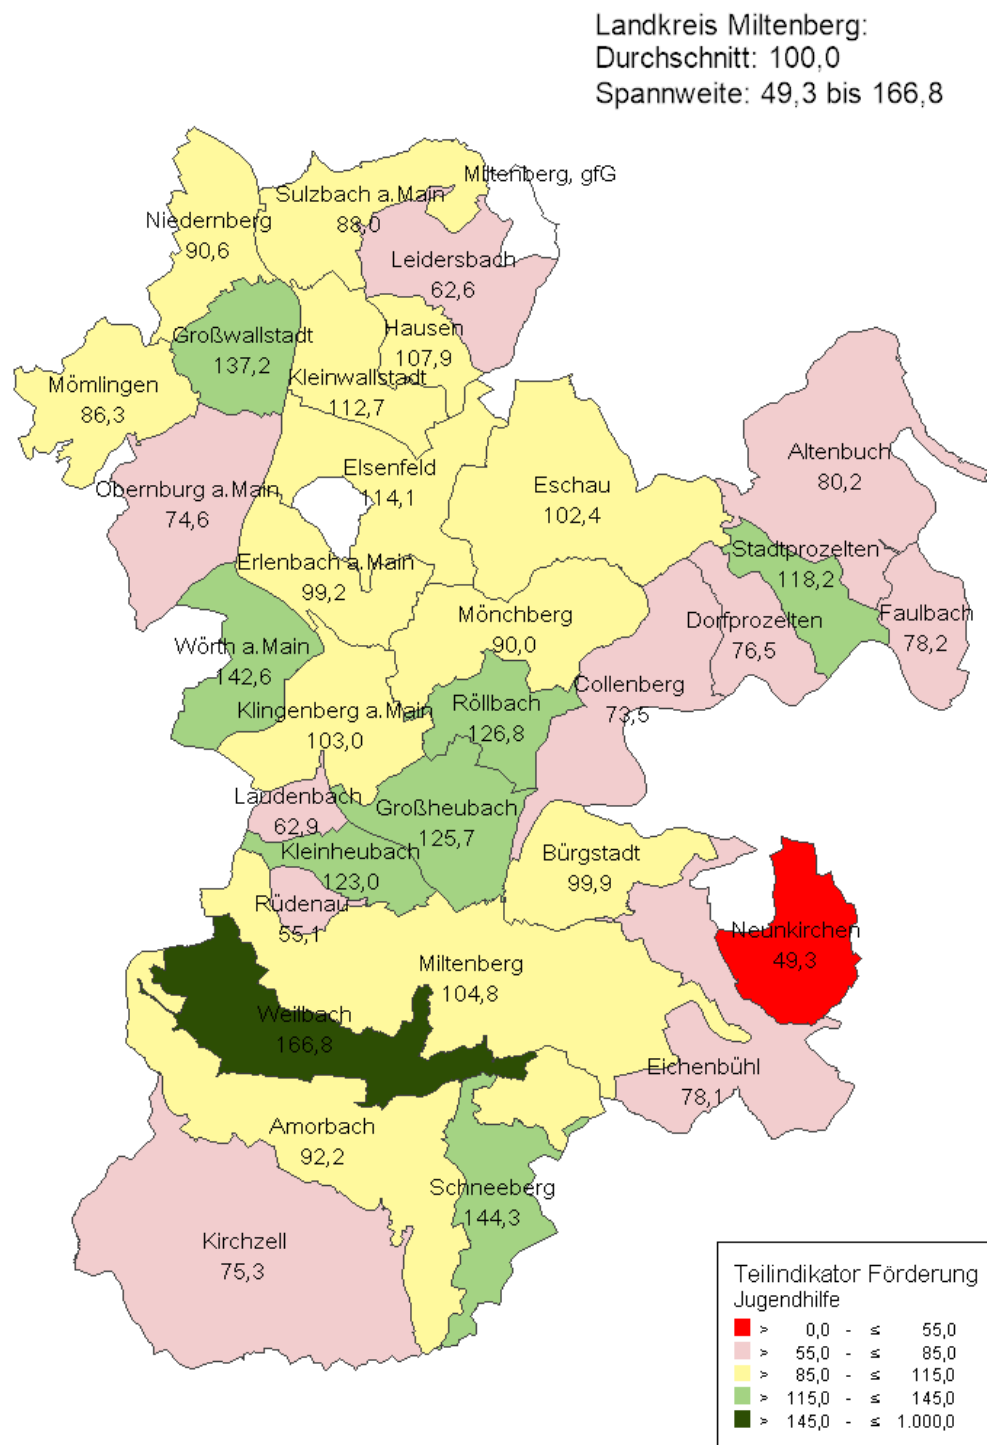 Landkreis Miltenberg:
Durchschnitt: 100,0
Spannweite: 49,3 bis 166,8
Miltenberg, gfG
Sulzbach a.Main
88,0
Niedernberg
90,6
Leidersbach
62,6
Großwallstadt
137,2
Hausen
107,9
Kleinwallstadt
112,7
Mömlingen
86,3
Altenbuch
80,2
Elsenfeld
114,1
Obernburg a.Main
74,6
Eschau
102,4
Stadtprozelten
118,2
Erlenbach a.Main
99,2
Mönchberg
90,0
Dorfprozelten
76,5
Faulbach
78,2
Wörth a.Main
142,6
Collenberg
73,5
Röllbach
126,8
Klingenberg a.Main
103,0
Laudenbach
62,9
Großheubach
125,7
Kleinheubach
123,0
Bürgstadt
99,9
Rüdenau
55,1
Neunkirchen
49,3
Miltenberg
104,8
Weilbach
166,8
Eichenbühl
78,1
Amorbach
92,2
Schneeberg
144,3
Kirchzell
75,3
Teilindikator Förderung
Jugendhilfe
> 0,0 - ≤ 55,0
> 55,0 - ≤ 85,0
> 85,0 - ≤ 115,0
> 115,0 - ≤ 145,0
> 145,0 - ≤ 1.000,0